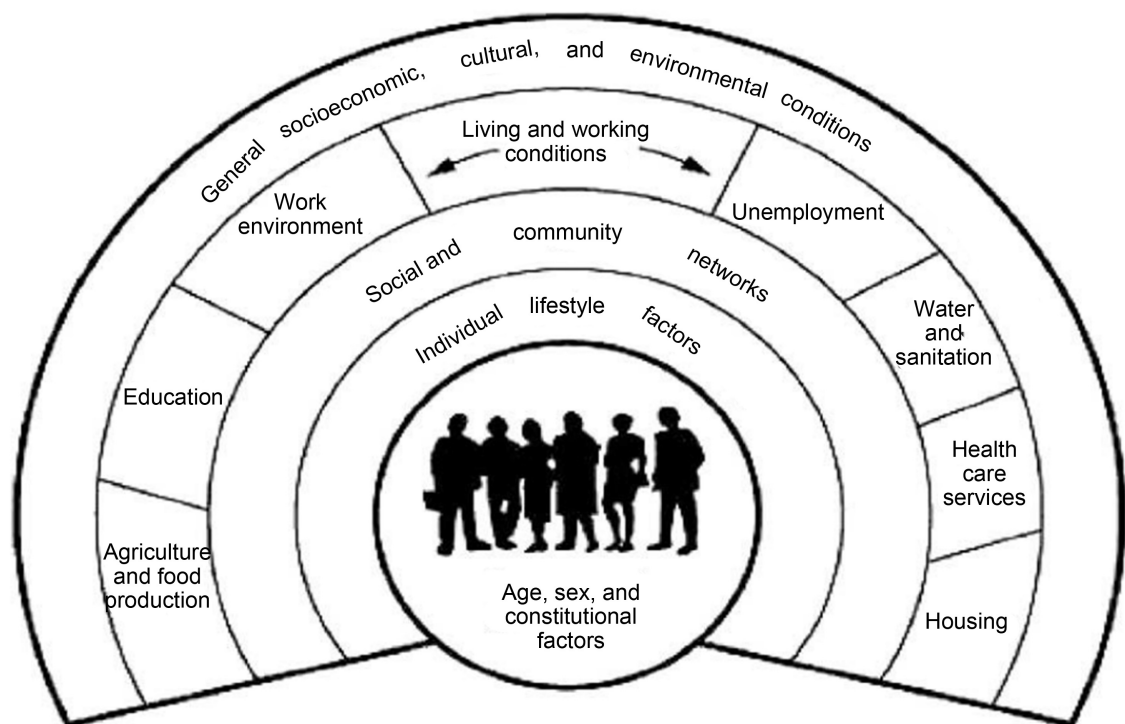 General socioeconomic, cultural, and environmental conditions
Living and working
conditions
Work
environment
Unemployment
Social and community networks
Water
and
sanitation
Individual lifestyle factors
Education
Health
care
services
Agriculture
and food
production
Age, sex, and
constitutional
factors
Housing